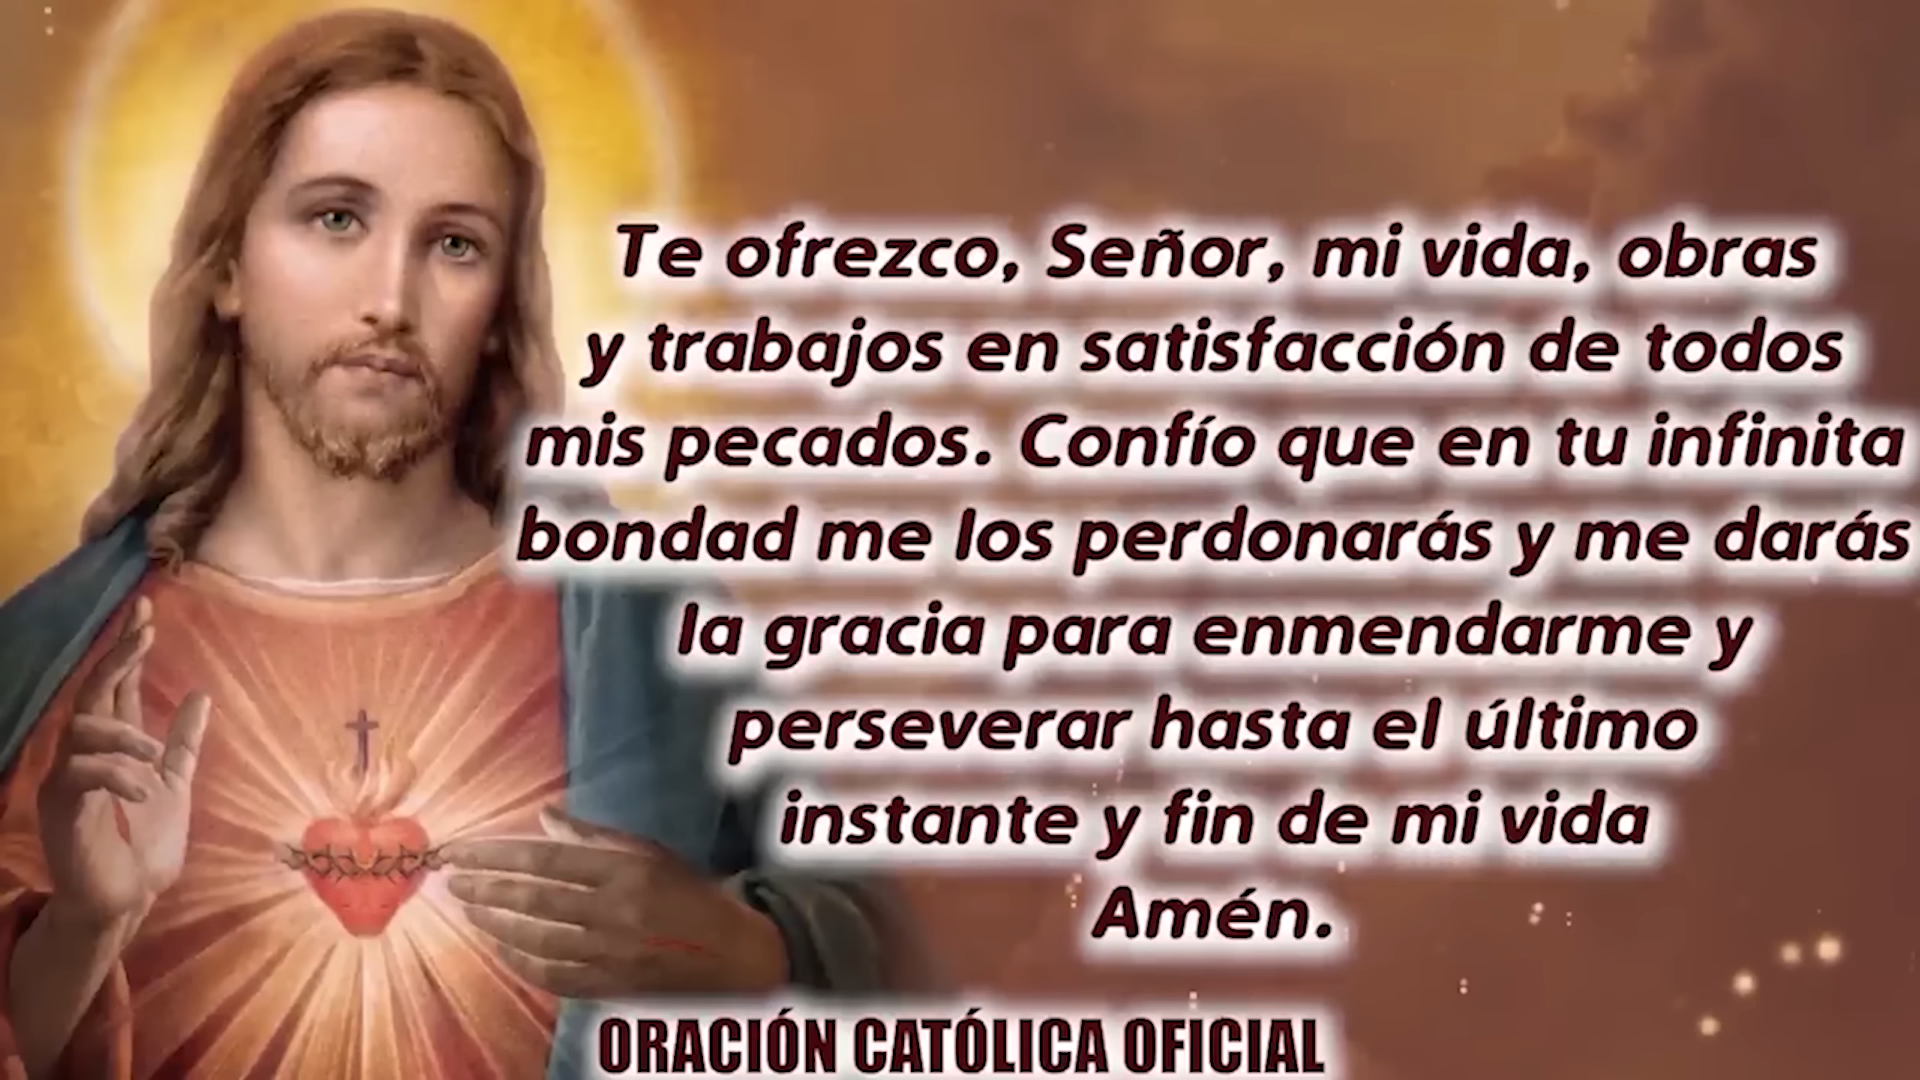 Te ofrezco, Señor, mi vida, obras
y trabajos en satisfacción de todos
mis pecados. Confío que en tu infinita
bondad me los perdonarás y me darás
la gracia para enmendarme y
perseverar hasta el último
instante y fin de mi vida
Amén.
ORACIÓN CATÓLICA OFICIAL